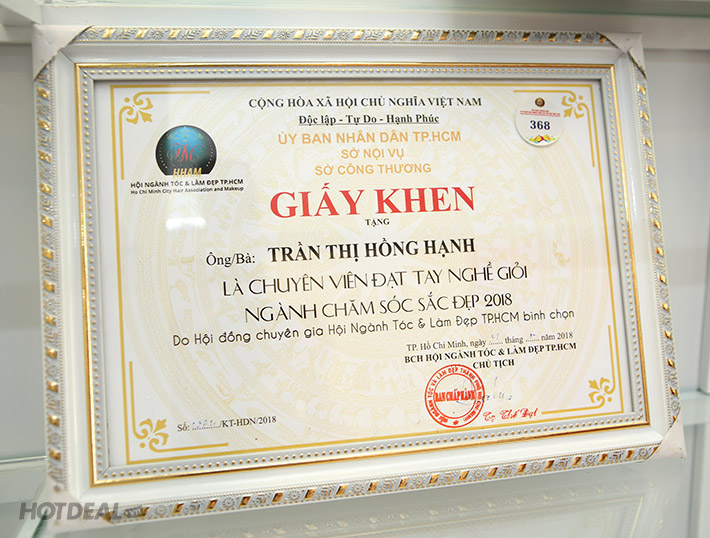 CỘNG HÒA XÃ HỘI CHỦ NGHĨA VIỆT NAM
Độc lập - Tự Do - Hạnh Phúc
ỦY BAN NHÂN DÂN TP.HCM
SỞ NỘI VỤ
SỞ CÔNG THƯƠNG
368
HHAM
HỘI NGÀNH TÓC & LÀM ĐẸP TP.HCM
Ho Chi Minh City Hair Association and Makeup
GIẤY KHEN
TẶNG
Ông/Bà: TRẦN THỊ HỒNG HẠNH
LÀ CHUYÊN VIÊN ĐẠT TAY NGHỀ GIỎI
NGÀNH CHĂM SÓC SẮC ĐẸP 2018
Do Hội đồng chuyên gia Hội Ngành Tóc & Làm Đẹp TP.HCM bình chọn
TP. Hồ Chí Minh, ngày tháng năm 2018
BCH HỘI NGÀNH TÓC & LÀM ĐẸP TP.HCM
CHỦ TỊCH
BAN CHẤP HÀNH
Số: /KT-HDN/2018
HOTDEAL.vn